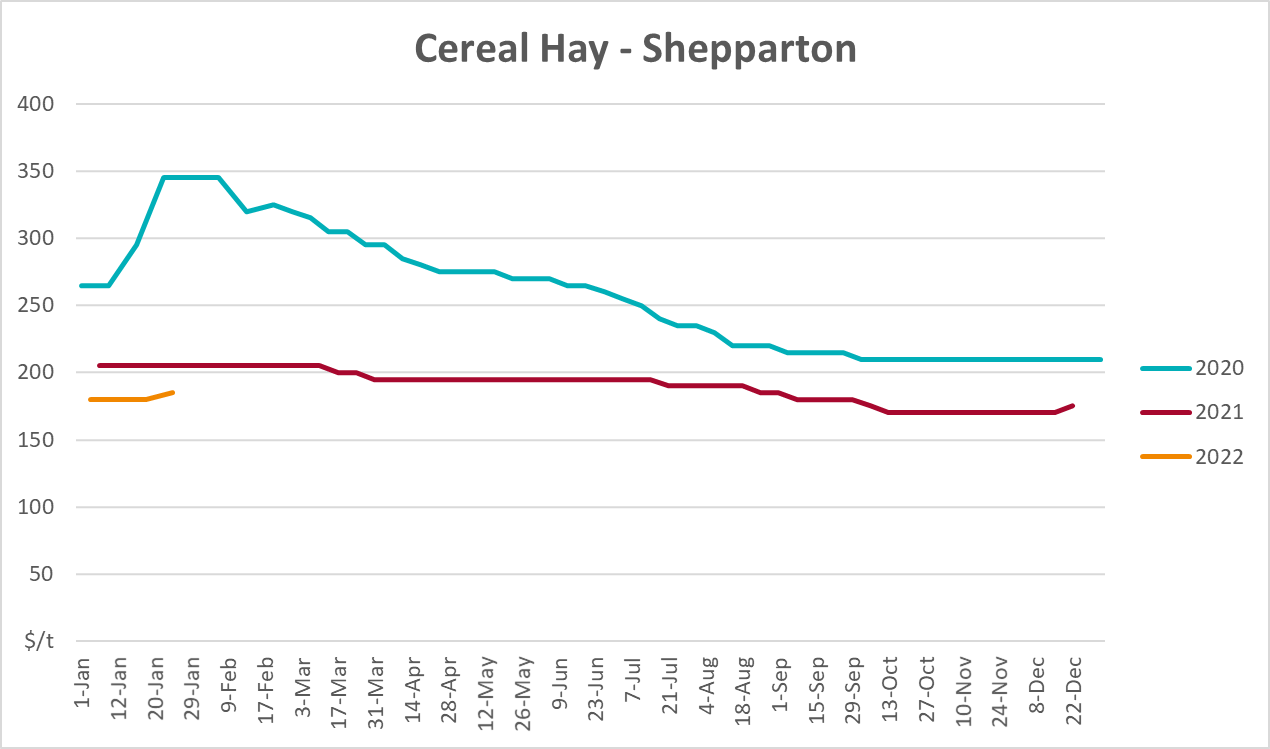 Cereal Hay - Shepparton
400
350
300
250
200
150
100
50
$/t
1-Jan
12-Jan
20-Jan
29-Jan
9-Feb
17-Feb
3-Mar
17-Mar
31-Mar
14-Apr
28-Apr
12-May
26-May
9-Jun
23-Jun
7-Jul
21-Jul
4-Aug
18-Aug
1-Sep
15-Sep
29-Sep
13-Oct
27-Oct
10-Nov
24-Nov
8-Dec
22-Dec
2020
2021
2022